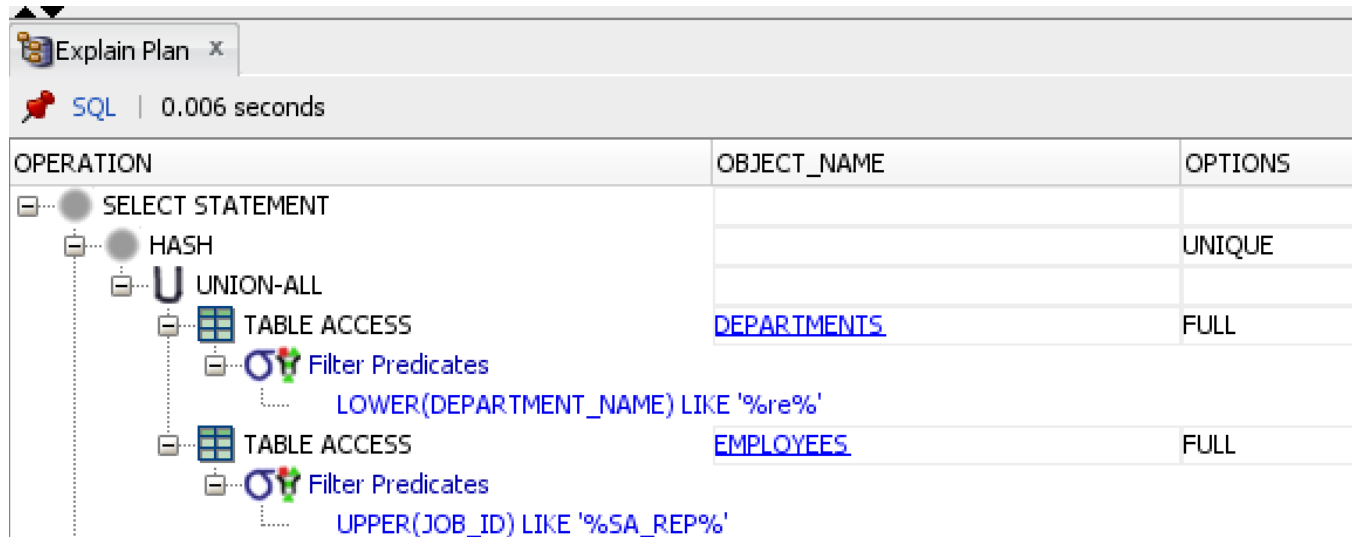 Explain Plan x
SQL | 0.006 seconds
OPERATION OBJECT_NAME OPTIONS
SELECT STATEMENT
HASH UNIQUE
UNION-ALL
TABLE ACCESS DEPARTMENTS FULL
Filter Predicates
LOWER(DEPARTMENT_NAME) LIKE '%re%'
TABLE ACCESS EMPLOYEES FULL
Filter Predicates
UPPER(JOB_ID) LIKE '%SA_REP%'